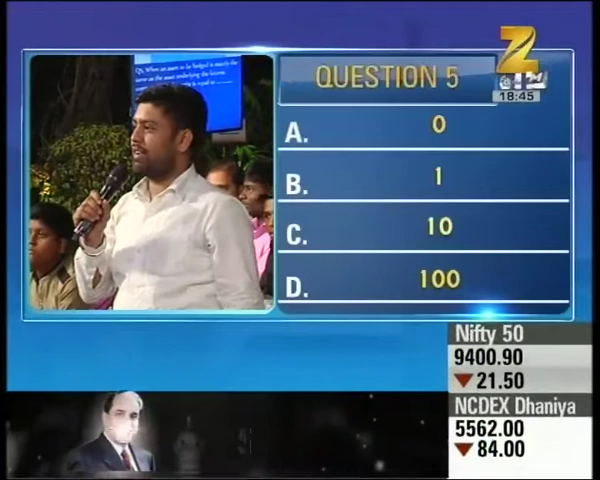 Q5. When an asset to be hedged is exactly the
same as the asset underlying the futures
QUESTION 5
Z
18:45
A. 0
B. 1
C. 10
D. 100
Nifty 50
9400.90
21.50
NCDEX Dhaniya
5562.00
84.00